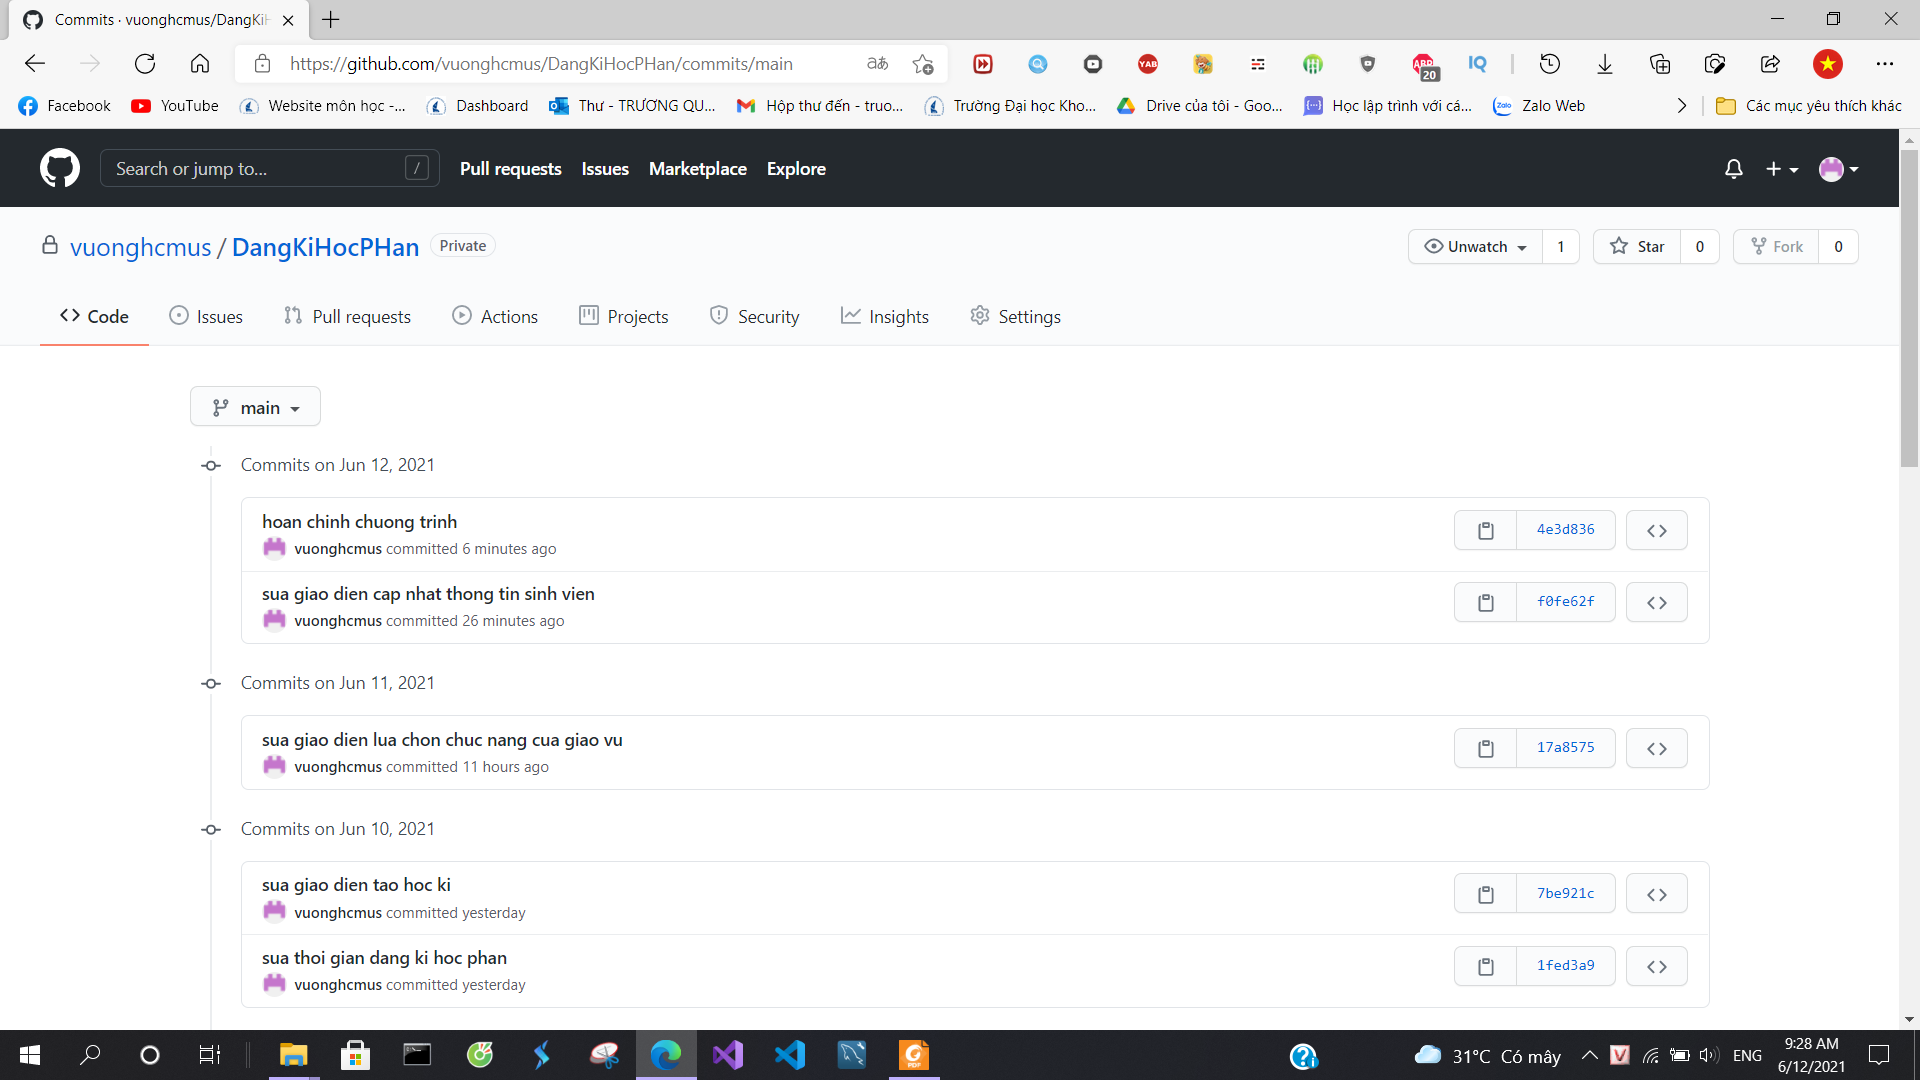 Commits · vuonghcmus/DangKiH
https://github.com/vuonghcmus/DangKiHocPHan/commits/main
aあ
YAB
ABP
20
IQ
Facebook
YouTube
Website môn học -...
Dashboard
Thư - TRƯƠNG QU...
Hộp thư đến - truo...
Trường Đại học Kho...
Drive của tôi - Goo...
Học lập trình với cá...
Zalo
Zalo Web
Các mục yêu thích khác
Search or jump to...
/
Pull requests
Issues
Marketplace
Explore
vuonghcmus / DangKiHocPHan
Private
Unwatch
1
Star
0
Fork
0
Code
Issues
Pull requests
Actions
Projects
Security
Insights
Settings
main
Commits on Jun 12, 2021
hoan chinh chuong trinh
4e3d836
vuonghcmus committed 6 minutes ago
sua giao dien cap nhat thong tin sinh vien
f0fe62f
vuonghcmus committed 26 minutes ago
Commits on Jun 11, 2021
sua giao dien lua chon chuc nang cua giao vu
17a8575
vuonghcmus committed 11 hours ago
Commits on Jun 10, 2021
sua giao dien tao hoc ki
7be921c
vuonghcmus committed yesterday
sua thoi gian dang ki hoc phan
1fed3a9
vuonghcmus committed yesterday
PDF
31°C Có mây
V
ENG
9:28 AM
6/12/2021